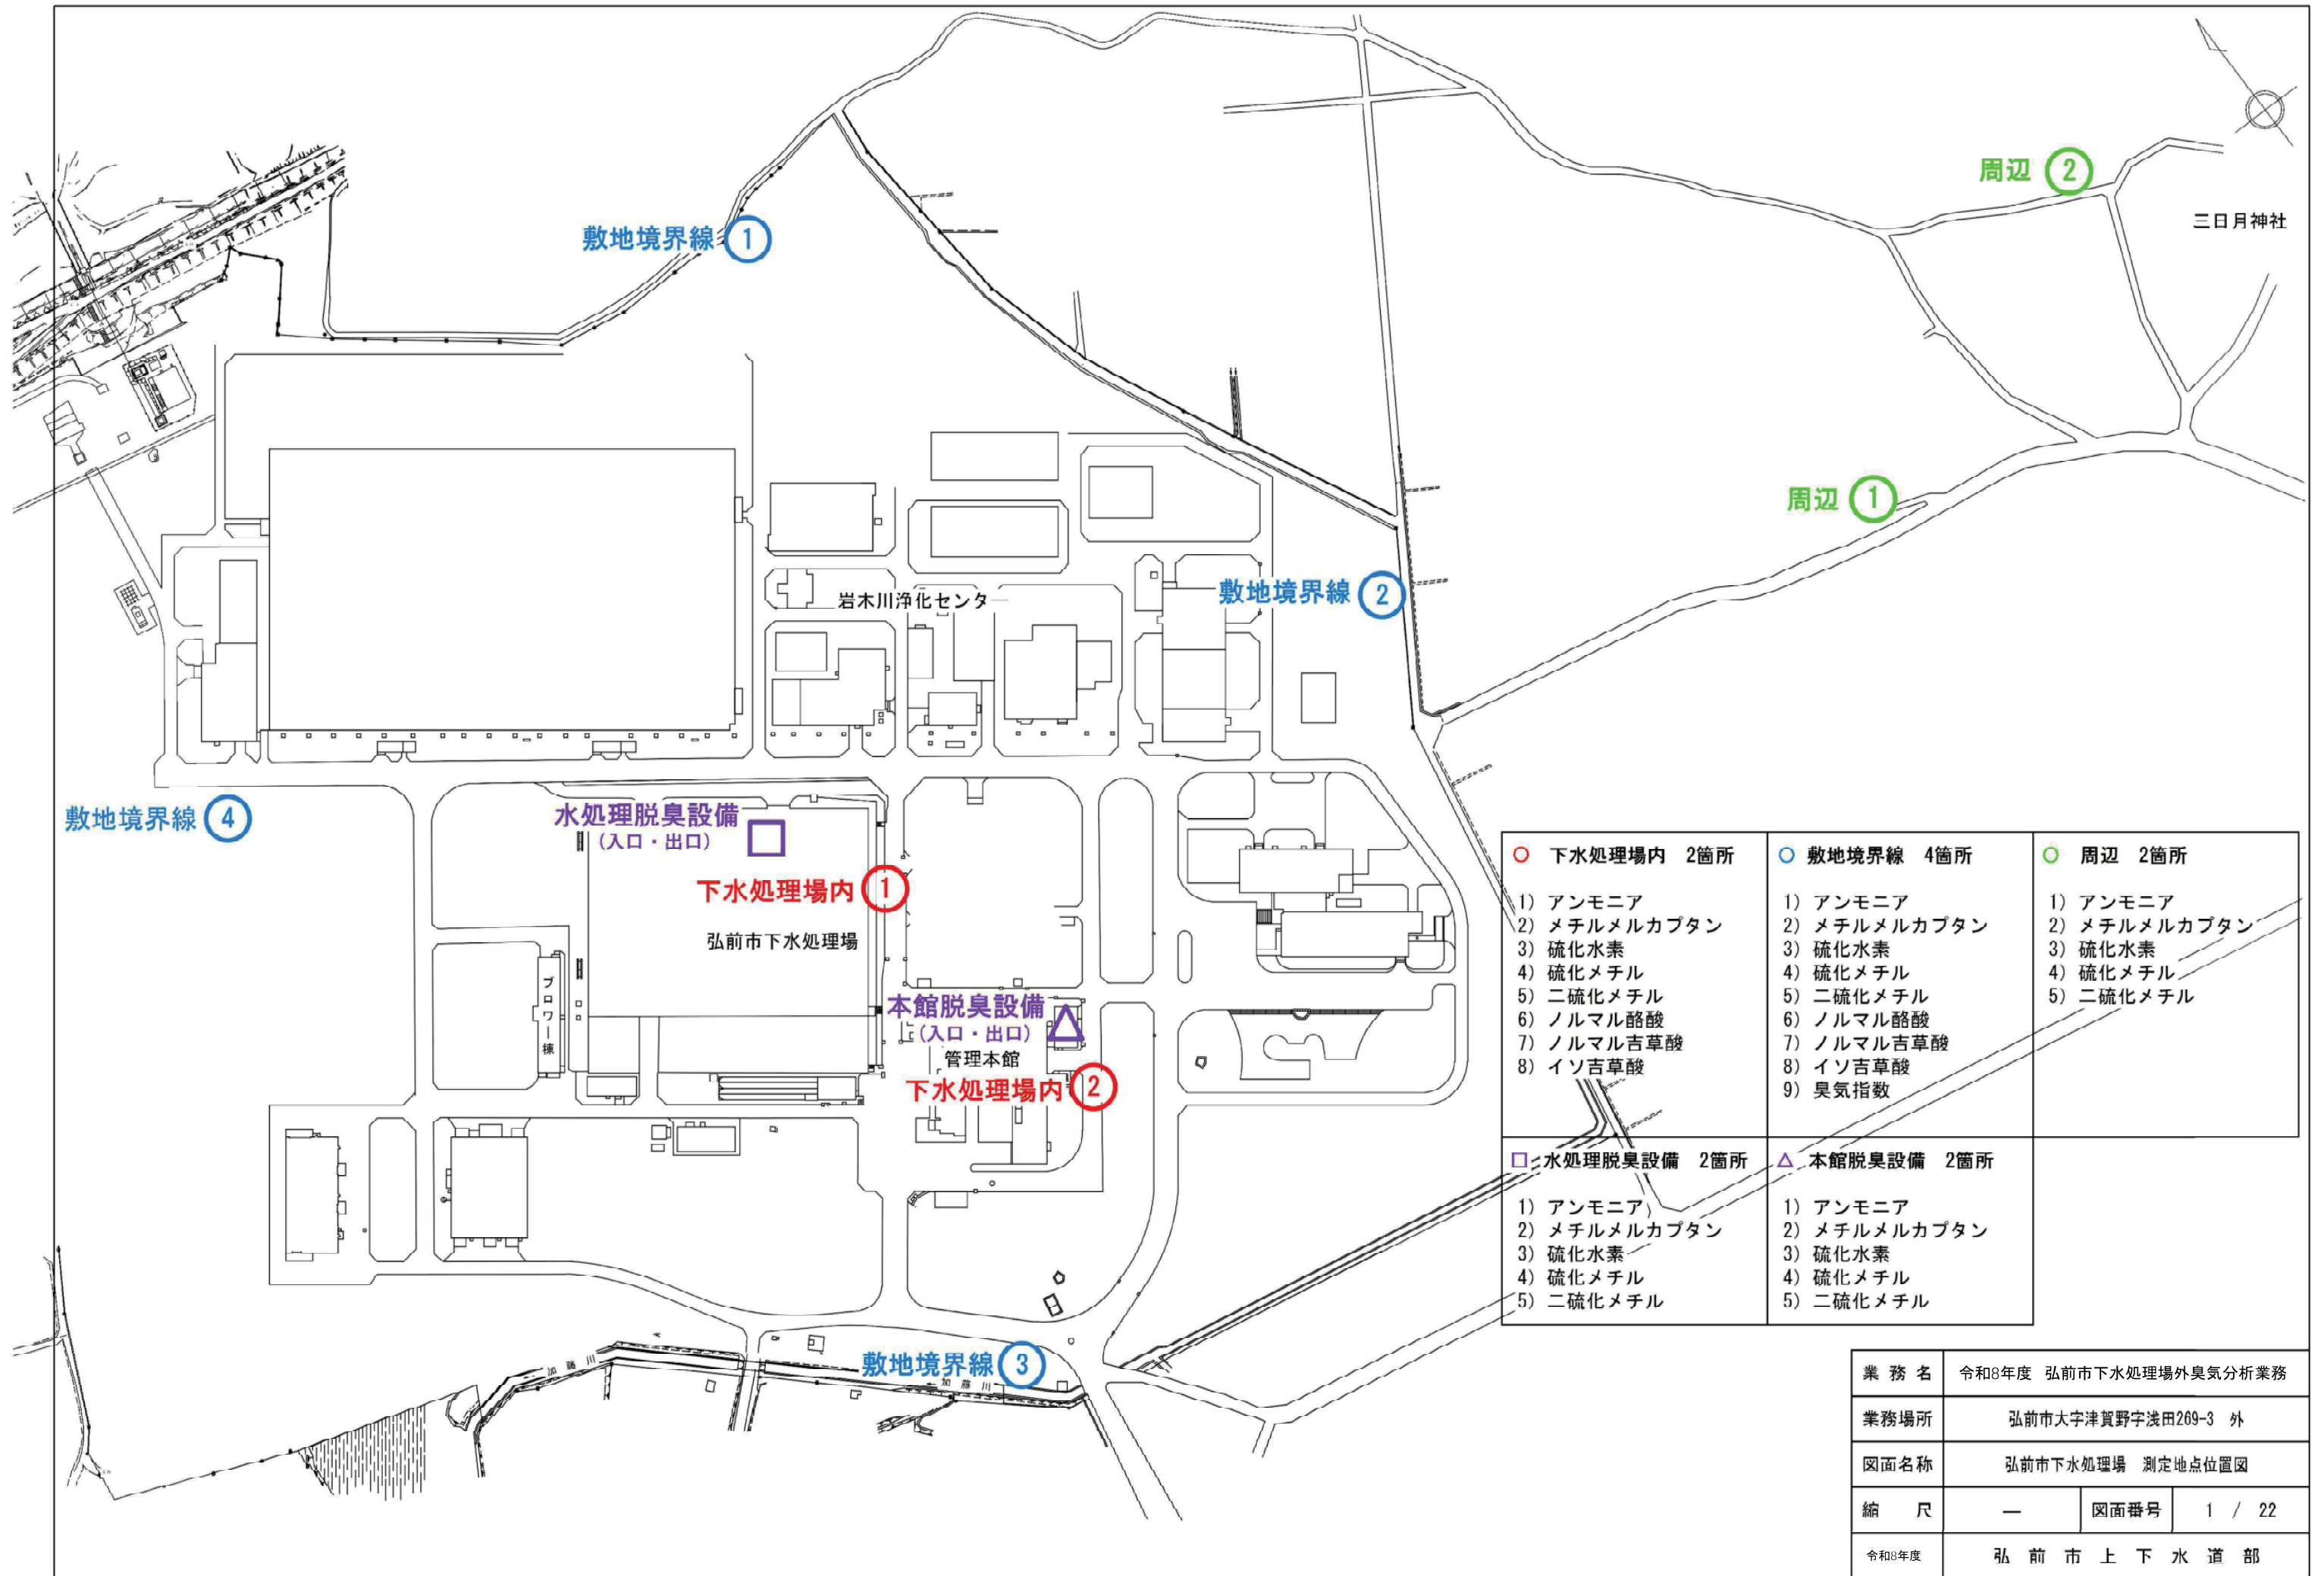 周辺 2
三日月神社
敷地境界線 1
周辺 1
敷地境界線 2
岩木川浄化センター
敷地境界線 4
水処理脱臭設備
(入口・出口)
下水処理場内 1
弘前市下水処理場
ブロワー棟
本館脱臭設備
(入口・出口)
管理本館
下水処理場内 2
敷地境界線 3
加藤川
加藤川
○ 下水処理場内 2箇所
1) アンモニア
2) メチルメルカプタン
3) 硫化水素
4) 硫化メチル
5) 二硫化メチル
6) ノルマル酪酸
7) ノルマル吉草酸
8) イソ吉草酸
○ 敷地境界線 4箇所
1) アンモニア
2) メチルメルカプタン
3) 硫化水素
4) 硫化メチル
5) 二硫化メチル
6) ノルマル酪酸
7) ノルマル吉草酸
8) イソ吉草酸
9) 臭気指数
○ 周辺 2箇所
1) アンモニア
2) メチルメルカプタン
3) 硫化水素
4) 硫化メチル
5) 二硫化メチル
□ 水処理脱臭設備 2箇所
1) アンモニア
2) メチルメルカプタン
3) 硫化水素
4) 硫化メチル
5) 二硫化メチル
△ 本館脱臭設備 2箇所
1) アンモニア
2) メチルメルカプタン
3) 硫化水素
4) 硫化メチル
5) 二硫化メチル
業務名 令和8年度 弘前市下水処理場外臭気分析業務
業務場所 弘前市大字津賀野字浅田269-3 外
図面名称 弘前市下水処理場 測定地点位置図
縮尺 ― 図面番号 1 / 22
令和8年度 弘前市上下水道部